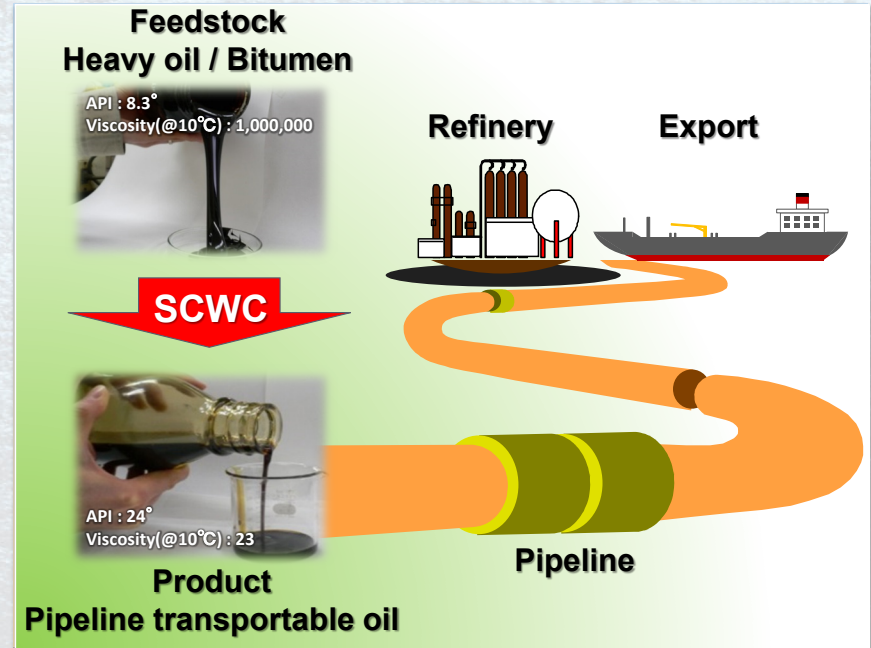 Feedstock
Heavy oil / Bitumen
API : 8.3°
Viscosity(@10℃) : 1,000,000
SCWC
API : 24°
Viscosity(@10℃) : 23
Product
Pipeline transportable oil
Refinery
Export
Pipeline